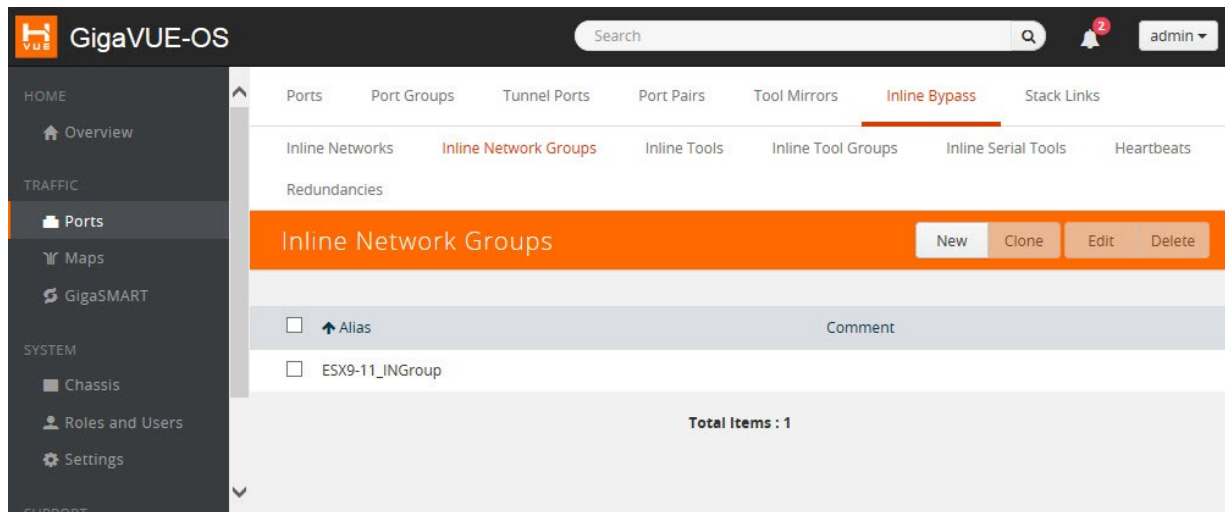 H VUE GigaVUE-OS Search 2 admin
HOME
Overview
TRAFFIC
Ports
Maps
GigaSMART
SYSTEM
Chassis
Roles and Users
Settings
SUPPORT
Ports Port Groups Tunnel Ports Port Pairs Tool Mirrors Inline Bypass Stack Links
Inline Networks Inline Network Groups Inline Tools Inline Tool Groups Inline Serial Tools Heartbeats
Redundancies
Inline Network Groups New Clone Edit Delete
Alias Comment
ESX9-11_INGroup
Total Items : 1